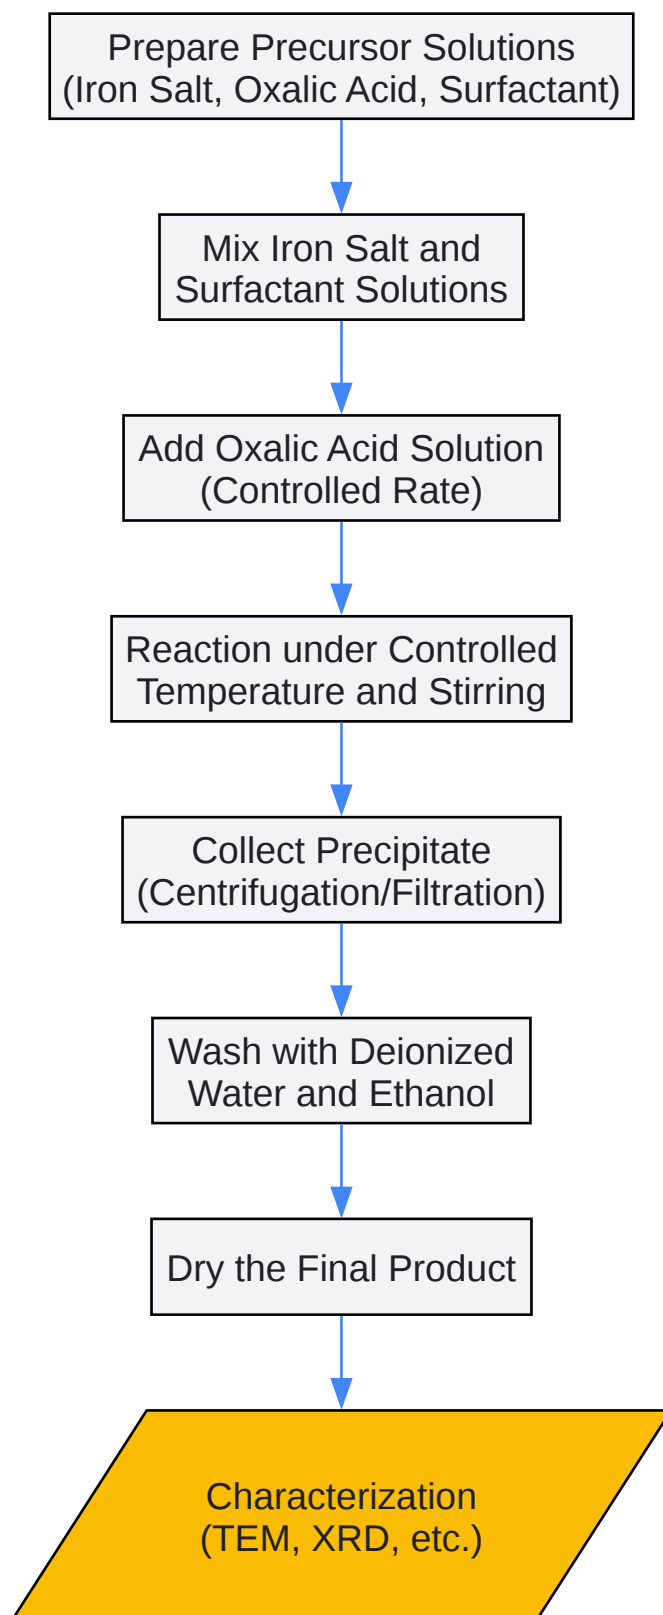 Prepare Precursor Solutions
(Iron Salt, Oxalic Acid, Surfactant)
Mix Iron Salt and
Surfactant Solutions
Add Oxalic Acid Solution
(Controlled Rate)
Reaction under Controlled
Temperature and Stirring
Collect Precipitate
(Centrifugation/Filtration)
Wash with Deionized
Water and Ethanol
Dry the Final Product
Characterization
(TEM, XRD, etc.)